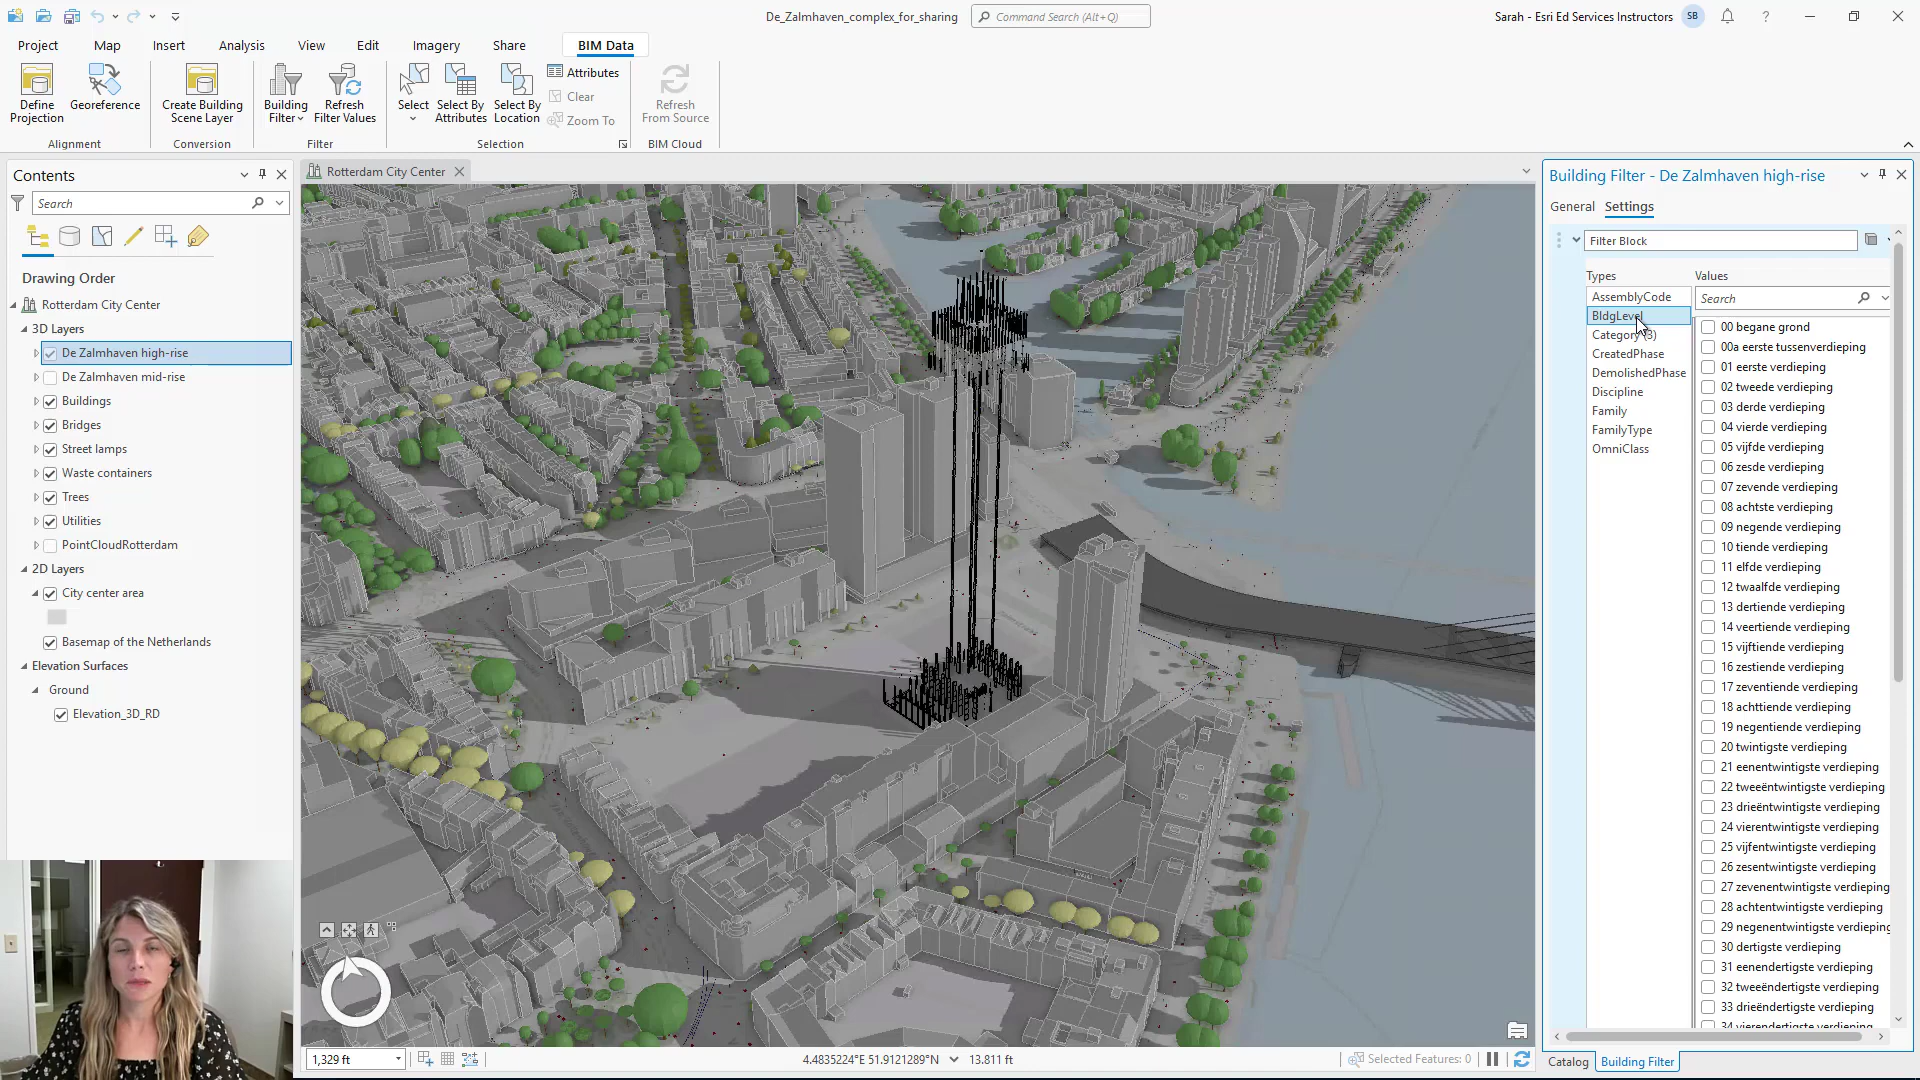 De_Zalmhaven_complex_for_sharing
Command Search (Alt+Q)
Sarah - Esri Ed Services Instructors
SB
Project
Map
Insert
Analysis
View
Edit
Imagery
Share
BIM Data
Define Projection
Georeference
Alignment
Create Building Scene Layer
Conversion
Building Filter
Refresh Filter Values
Filter
Select
Select By Attributes
Select By Location
Attributes
Clear
Zoom To
Selection
Refresh From Source
BIM Cloud
Contents
Search
Drawing Order
Rotterdam City Center
3D Layers
De Zalmhaven high-rise
De Zalmhaven mid-rise
Buildings
Bridges
Street lamps
Waste containers
Trees
Utilities
PointCloudRotterdam
2D Layers
City center area
Basemap of the Netherlands
Elevation Surfaces
Ground
Elevation_3D_RD
Rotterdam City Center
1,329 ft
4.4835224°E 51.9121289°N
13.811 ft
Selected Features: 0
Building Filter - De Zalmhaven high-rise
General
Settings
Filter Block
Types
AssemblyCode
BldgLevel
Category (3)
CreatedPhase
DemolishedPhase
Discipline
Family
FamilyType
OmniClass
Values
Search
00 begane grond
00a eerste tussenverdieping
01 eerste verdieping
02 tweede verdieping
03 derde verdieping
04 vierde verdieping
05 vijfde verdieping
06 zesde verdieping
07 zevende verdieping
08 achtste verdieping
09 negende verdieping
10 tiende verdieping
11 elfde verdieping
12 twaalfde verdieping
13 dertiende verdieping
14 veertiende verdieping
15 vijftiende verdieping
16 zestiende verdieping
17 zeventiende verdieping
18 achttiende verdieping
19 negentiende verdieping
20 twintigste verdieping
21 eenentwintigste verdieping
22 tweeëntwintigste verdieping
23 drieëntwintigste verdieping
24 vierentwintigste verdieping
25 vijfentwintigste verdieping
26 zesentwintigste verdieping
27 zevenentwintigste verdieping
28 achtentwintigste verdieping
29 negenentwintigste verdieping
30 dertigste verdieping
31 eenendertigste verdieping
32 tweeëndertigste verdieping
33 drieëndertigste verdieping
34 vierendertigste verdieping
Catalog
Building Filter